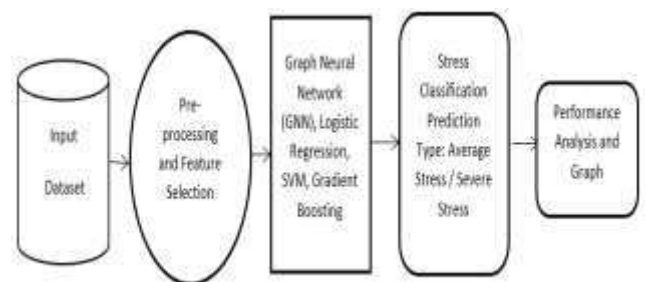 Input
Dataset
Pre-
processing
and Feature
Selection
Graph Neural
Network
(GNN), Logistic
Regression,
SVM, Gradient
Boosting
Stress
Classification
Prediction
Type: Average
Stress / Severe
Stress
Performance
Analysis and
Graph